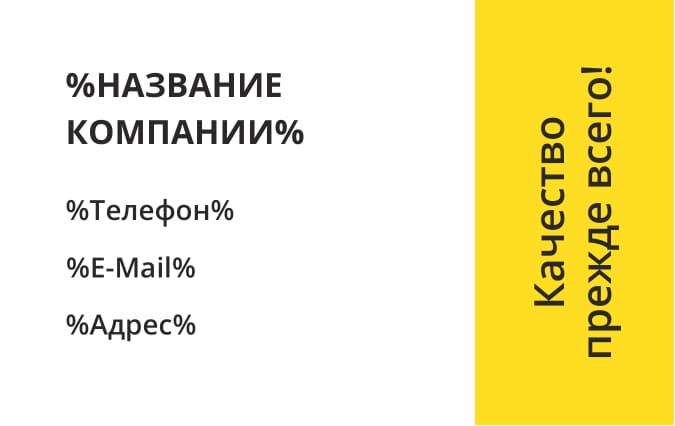 %НАЗВАНИЕ
КОМПАНИИ%
%Телефон%
%E-Mail%
%Адрес%
Качество
прежде всего!